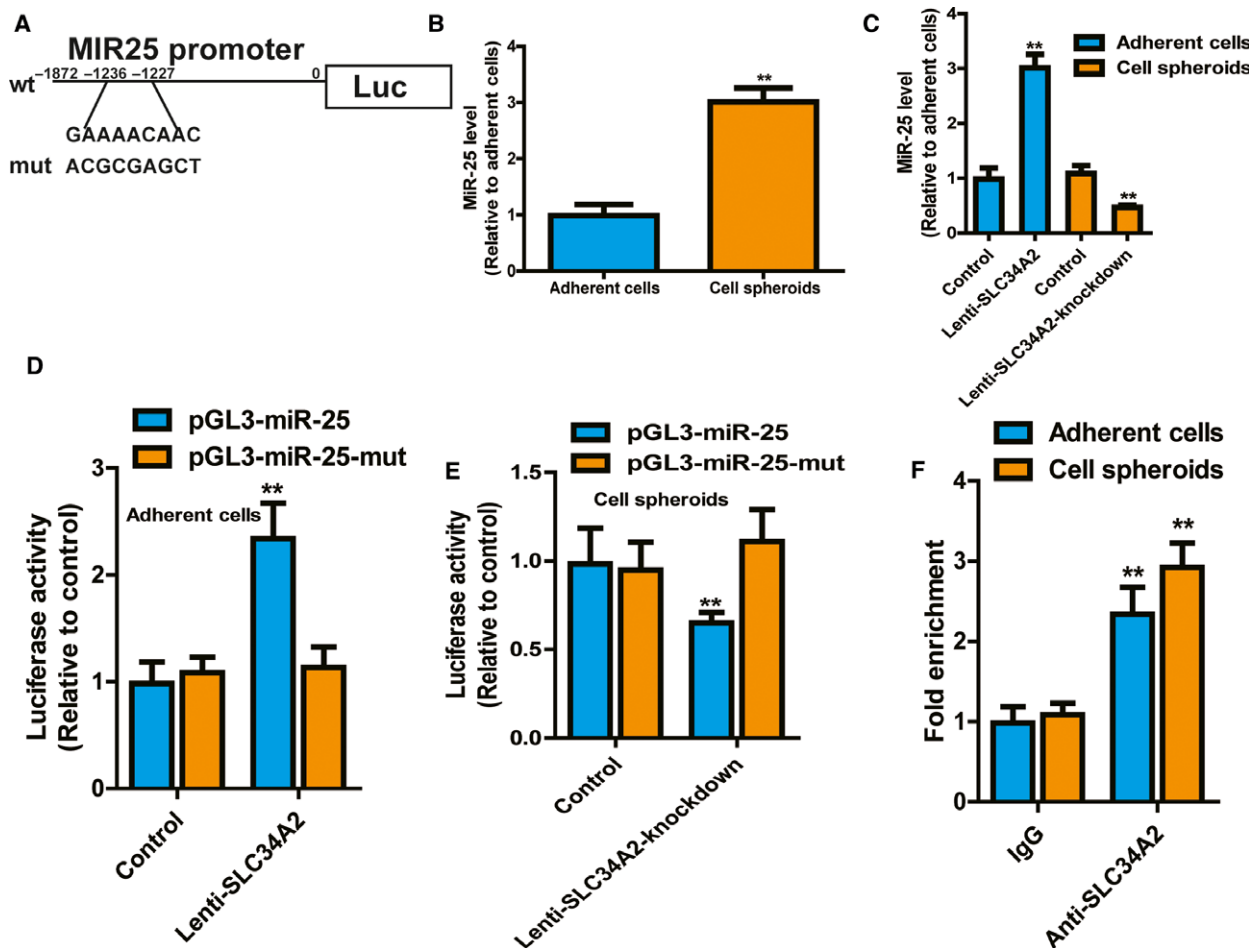 A
MIR25 promoter
wt
−1872 −1236 −1227 0
Luc
GAAAACAAC
mut ACGCGAGCT
B
MiR-25 level
(Relative to adherent cells)
4
3
2
1
0
**
Adherent cells
Cell spheroids
C
Adherent cells
Cell spheroids
MiR-25 level
(Relative to adherent cells)
4
3
2
1
0
**
**
Control
Lenti-SLC34A2
Control
Lenti-SLC34A2-knockdown
D
pGL3-miR-25
pGL3-miR-25-mut
Adherent cells
Luciferase activity
(Relative to control)
3
2
1
0
**
Control
Lenti-SLC34A2
E
pGL3-miR-25
pGL3-miR-25-mut
Cell spheroids
Luciferase activity
(Relative to control)
1.5
1.0
0.5
0.0
**
Control
Lenti-SLC34A2-knockdown
F
Adherent cells
Cell spheroids
Fold enrichment
4
3
2
1
0
**
**
IgG
Anti-SLC34A2